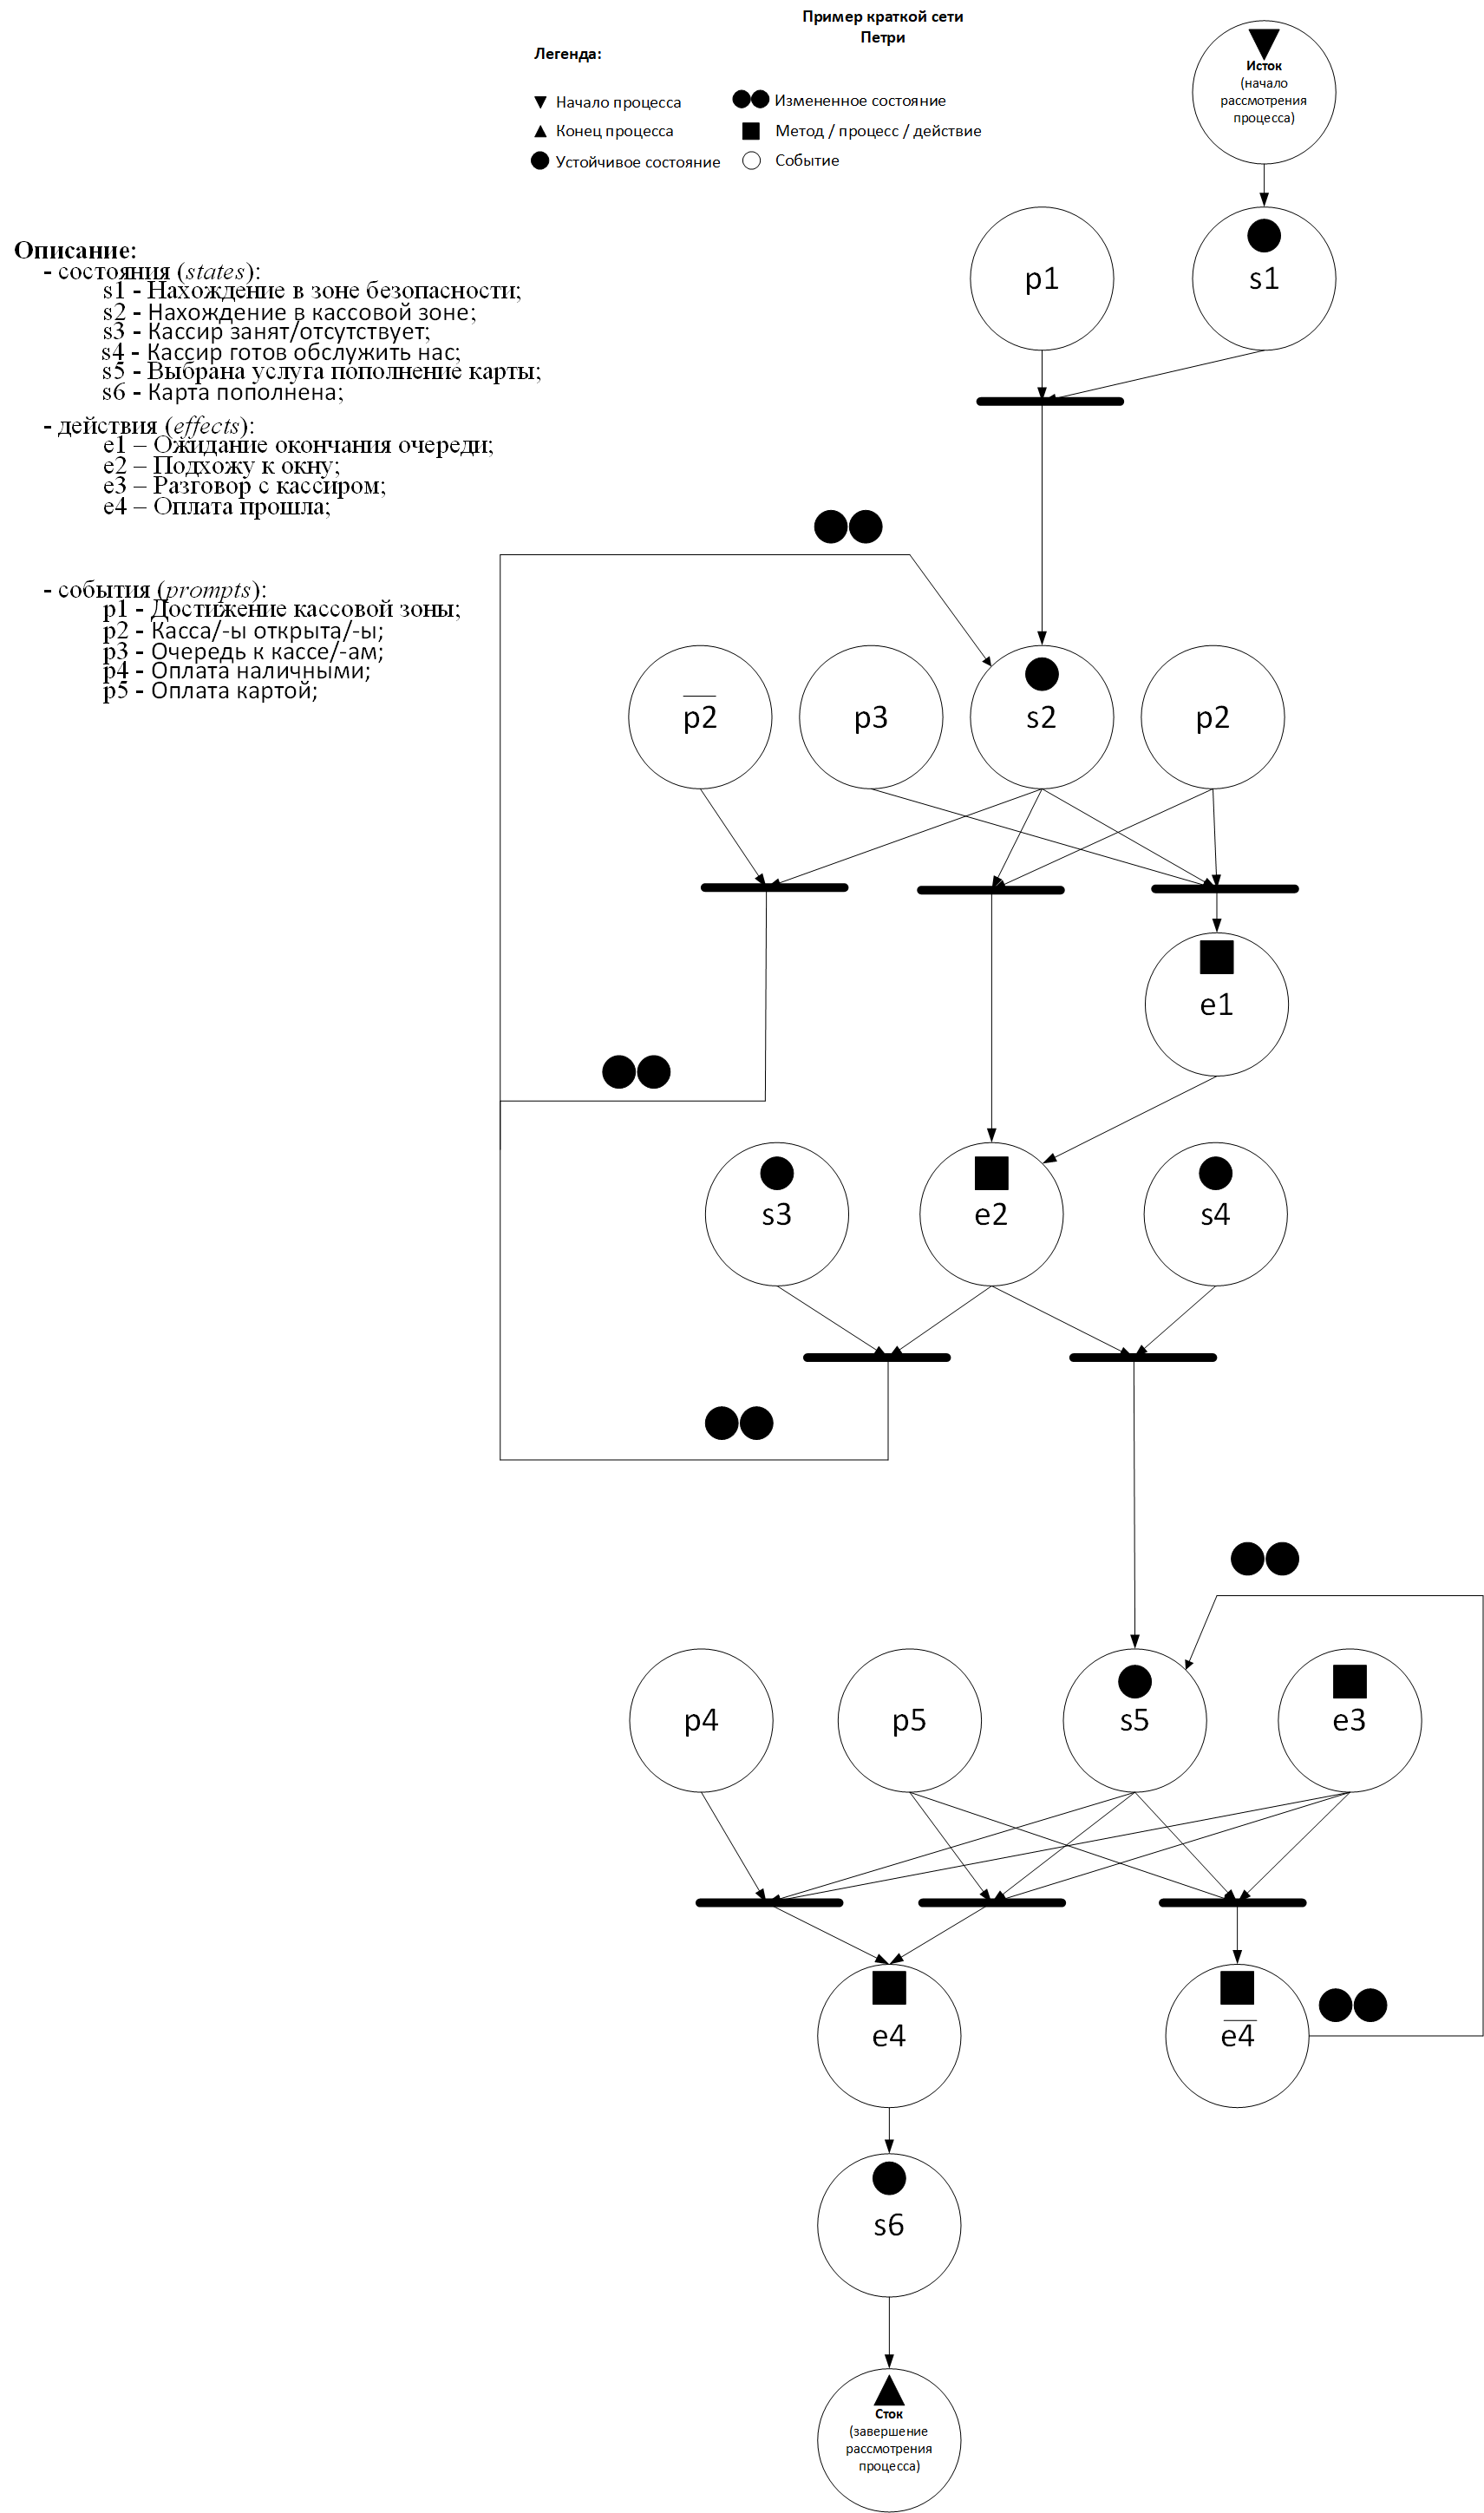 Пример краткой сети
Петри
Легенда:
Начало процесса
Измененное состояние
Конец процесса
Метод / процесс / действие
Устойчивое состояние
Событие
Исток
(начало
рассмотрения
процесса)
p1
s1
Описание:
- состояния (states):
s1 - Нахождение в зоне безопасности;
s2 - Нахождение в кассовой зоне;
s3 - Кассир занят/отсутствует;
s4 - Кассир готов обслужить нас;
s5 - Выбрана услуга пополнение карты;
s6 - Карта пополнена;
- действия (effects):
e1 – Ожидание окончания очереди;
e2 – Подхожу к окну;
e3 – Разговор с кассиром;
e4 – Оплата прошла;
- события (prompts):
p1 - Достижение кассовой зоны;
p2 - Касса/-ы открыта/-ы;
p3 - Очередь к кассе/-ам;
p4 - Оплата наличными;
p5 - Оплата картой;
p̅2̅
p3
s2
p2
e1
s3
e2
s4
p4
p5
s5
e3
e4
e̅4̅
s6
Сток
(завершение
рассмотрения
процесса)